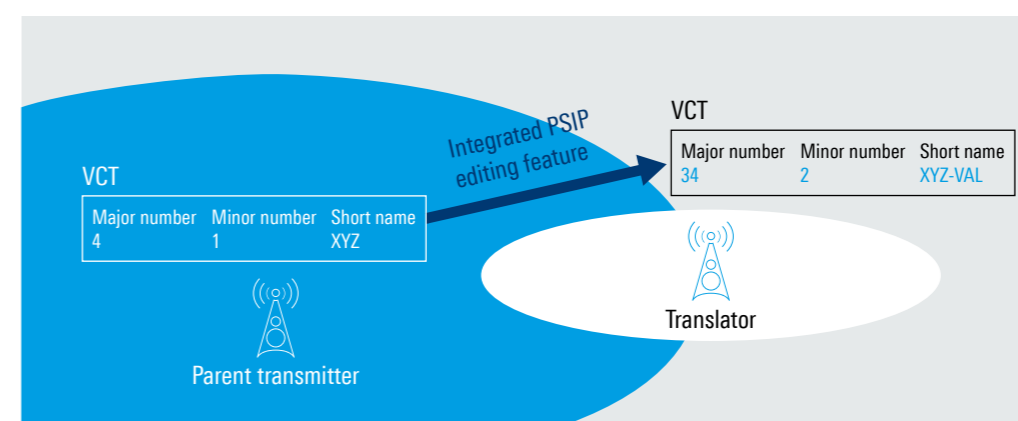 VCT
Major number Minor number Short name
4 1 XYZ
Parent transmitter
Integrated PSIP
editing feature
VCT
Major number Minor number Short name
34 2 XYZ-VAL
Translator